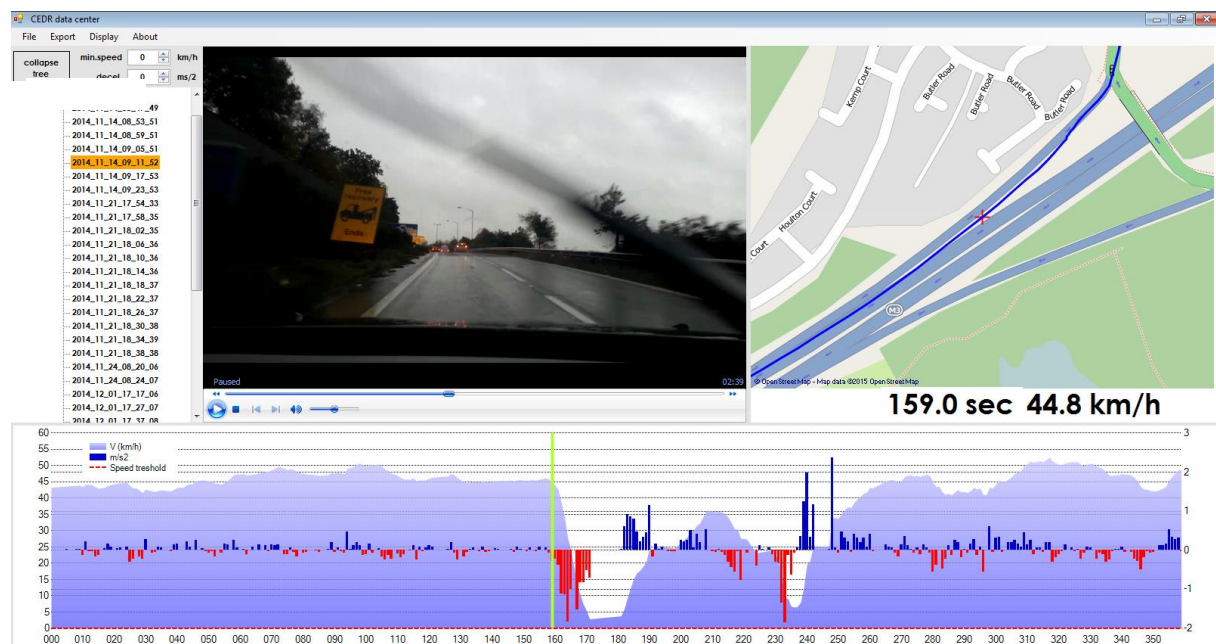 CEDR data center
File Export Display About
collapse tree
min.speed 0 km/h
decel 0 ms/2
2014_11_14_08_53_51
2014_11_14_08_59_51
2014_11_14_09_05_51
2014_11_14_09_11_52
2014_11_14_09_17_53
2014_11_14_09_23_53
2014_11_21_17_54_33
2014_11_21_17_58_35
2014_11_21_18_02_35
2014_11_21_18_06_36
2014_11_21_18_10_36
2014_11_21_18_14_36
2014_11_21_18_18_37
2014_11_21_18_22_37
2014_11_21_18_26_37
2014_11_21_18_30_38
2014_11_21_18_34_39
2014_11_21_18_38_38
2014_11_24_08_20_06
2014_11_24_08_24_07
2014_12_01_17_17_06
2014_12_01_17_27_07
2014_12_01_17_37_08
Free
recovery
Ends
Paused
02:39
Kemp Court
Butler Road
Butler Road
Butler Road
Butler Road
Houlton Court
Court
M3
© OpenStreetMap - Map data ©2015 OpenStreetMap
159.0 sec 44.8 km/h
V (km/h)
m/s2
Speed treshold
60
55
50
45
40
35
30
25
20
15
10
5
0
3
2
1
0
-1
-2
000 010 020 030 040 050 060 070 080 090 100 110 120 130 140 150 160 170 180 190 200 210 220 230 240 250 260 270 280 290 300 310 320 330 340 350